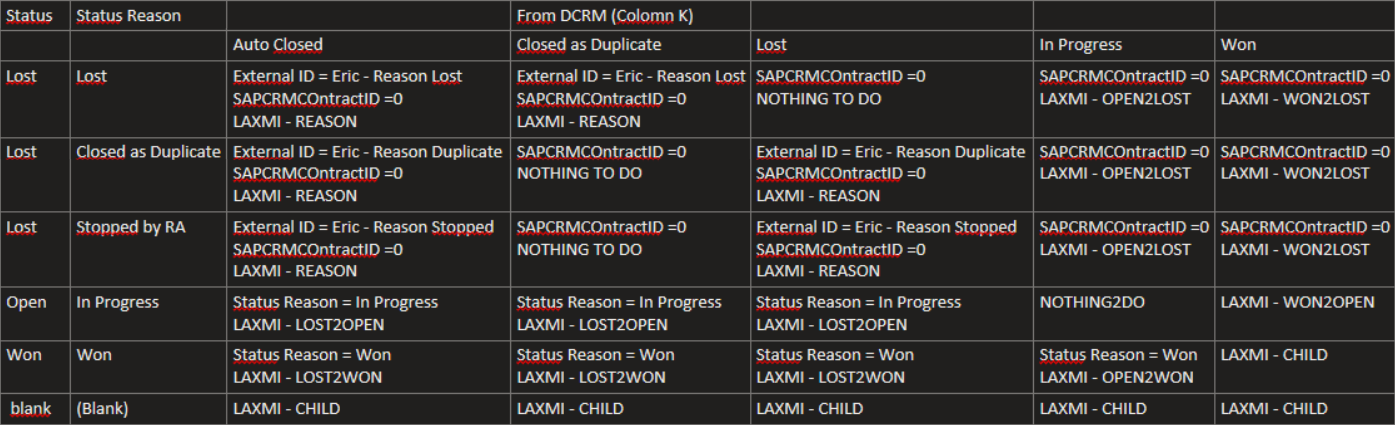 Status Status Reason From DCRM (Colomn K)
Auto Closed Closed as Duplicate Lost In Progress Won
Lost Lost External ID = Eric - Reason Lost External ID = Eric - Reason Lost SAPCRMCOntractID =0 SAPCRMCOntractID =0 SAPCRMCOntractID =0
SAPCRMCOntractID =0 SAPCRMCOntractID =0 NOTHING TO DO LAXMI - OPEN2LOST LAXMI - WON2LOST
LAXMI - REASON LAXMI - REASON
Lost Closed as Duplicate External ID = Eric - Reason Duplicate SAPCRMCOntractID =0 External ID = Eric - Reason Duplicate SAPCRMCOntractID =0 SAPCRMCOntractID =0
SAPCRMCOntractID =0 NOTHING TO DO SAPCRMCOntractID =0 LAXMI - OPEN2LOST LAXMI - WON2LOST
LAXMI - REASON LAXMI - REASON
Lost Stopped by RA External ID = Eric - Reason Stopped SAPCRMCOntractID =0 External ID = Eric - Reason Stopped SAPCRMCOntractID =0 SAPCRMCOntractID =0
SAPCRMCOntractID =0 NOTHING TO DO SAPCRMCOntractID =0 LAXMI - OPEN2LOST LAXMI - WON2LOST
LAXMI - REASON LAXMI - REASON
Open In Progress Status Reason = In Progress Status Reason = In Progress Status Reason = In Progress NOTHING2DO LAXMI - WON2OPEN
LAXMI - LOST2OPEN LAXMI - LOST2OPEN LAXMI - LOST2OPEN
Won Won Status Reason = Won Status Reason = Won Status Reason = Won Status Reason = Won LAXMI - CHILD
LAXMI - LOST2WON LAXMI - LOST2WON LAXMI - LOST2WON LAXMI - OPEN2WON
blank (Blank) LAXMI - CHILD LAXMI - CHILD LAXMI - CHILD LAXMI - CHILD LAXMI - CHILD